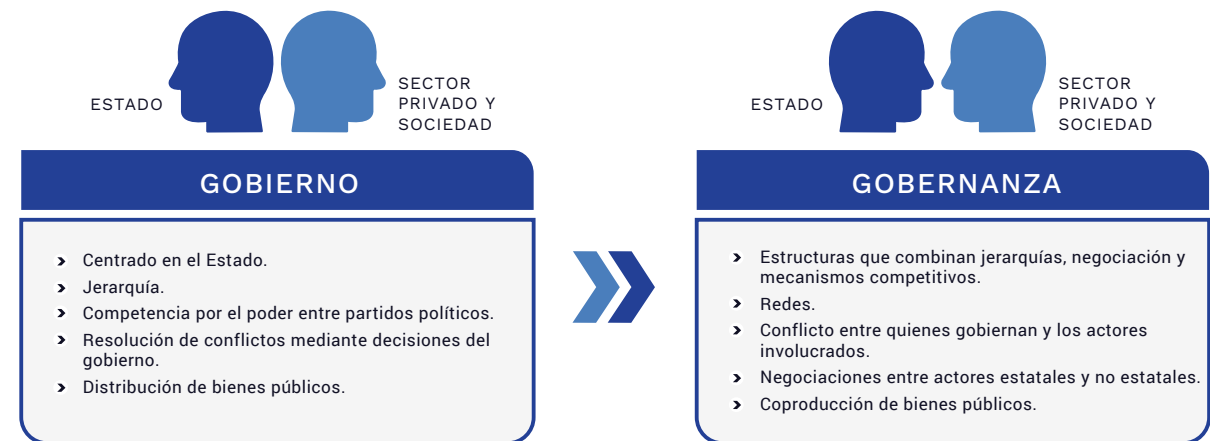 ESTADO
SECTOR
PRIVADO Y
SOCIEDAD
GOBIERNO
Centrado en el Estado.
Jerarquía.
Competencia por el poder entre partidos políticos.
Resolución de conflictos mediante decisiones del
gobierno.
Distribución de bienes públicos.
ESTADO
SECTOR
PRIVADO Y
SOCIEDAD
GOBERNANZA
Estructuras que combinan jerarquías, negociación y
mecanismos competitivos.
Redes.
Conflicto entre quienes gobiernan y los actores
involucrados.
Negociaciones entre actores estatales y no estatales.
Coproducción de bienes públicos.